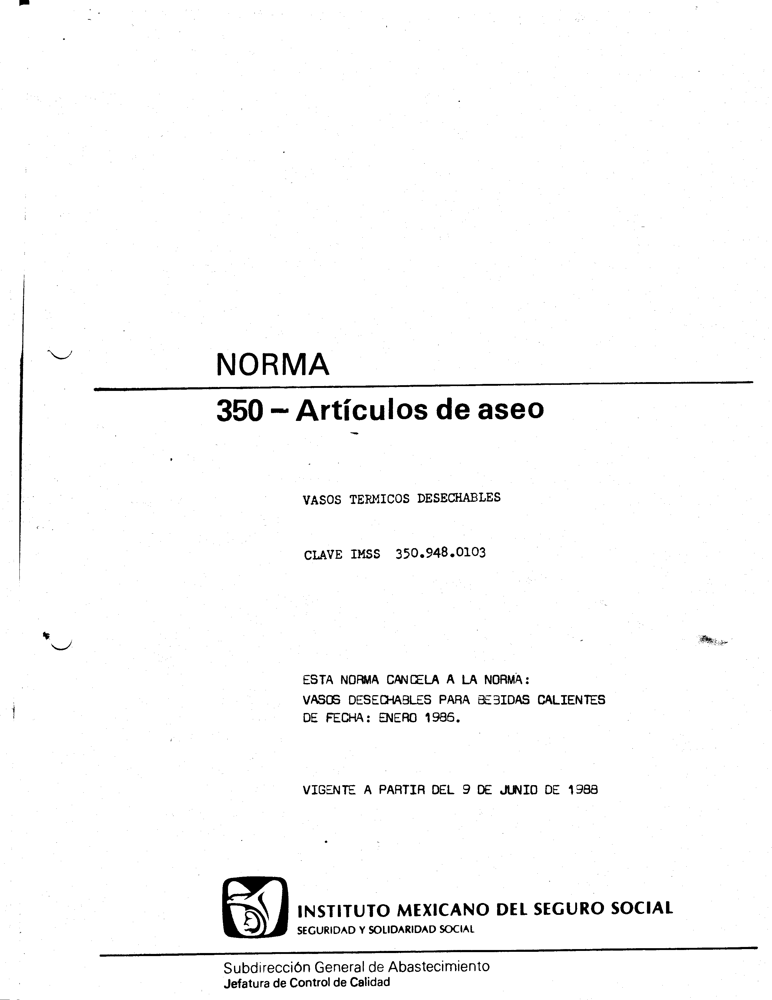 NORMA
350 – Artículos de aseo
VASOS TERMICOS DESECHABLES
CLAVE IMSS 350.948.0103
ESTA NORMA CANCELA A LA NORMA:
VASOS DESECHABLES PARA BEBIDAS CALIENTES
DE FECHA: ENERO 1986.
VIGENTE A PARTIR DEL 9 DE JUNIO DE 1988
INSTITUTO MEXICANO DEL SEGURO SOCIAL
SEGURIDAD Y SOLIDARIDAD SOCIAL
Subdirección General de Abastecimiento
Jefatura de Control de Calidad